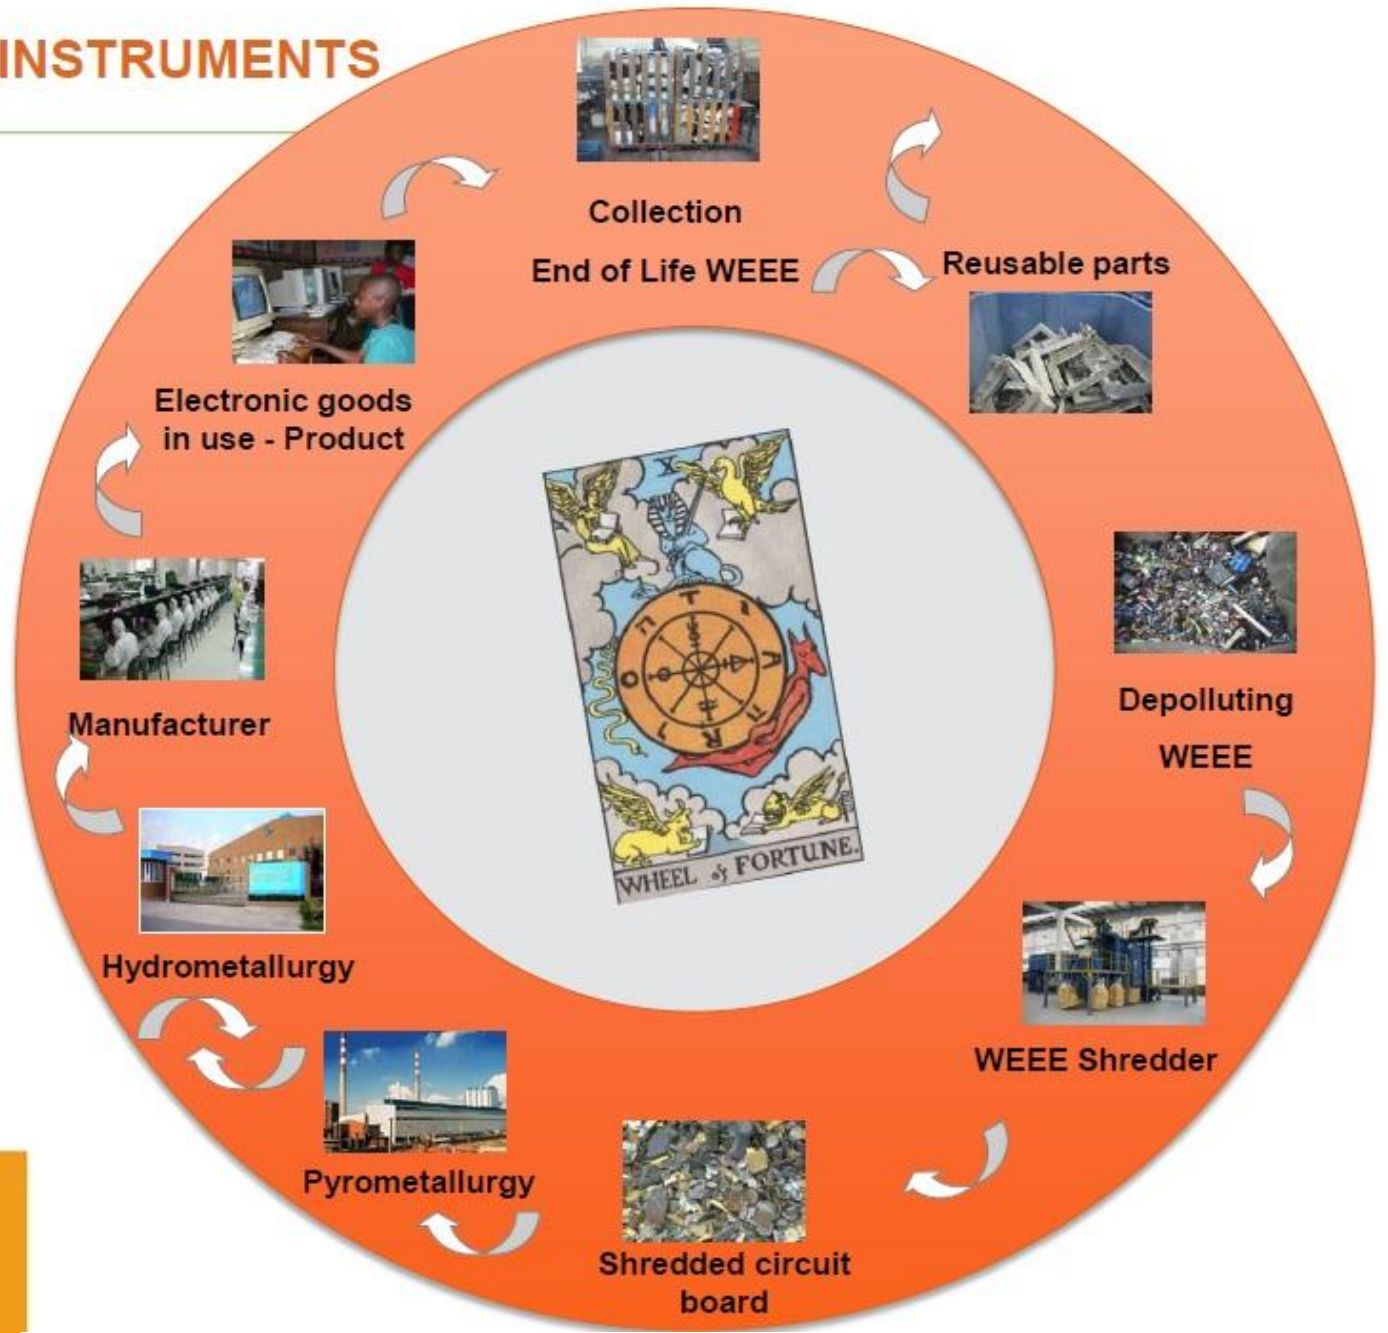 INSTRUMENTS
Collection
End of Life WEEE
Reusable parts
Electronic goods
in use - Product
Manufacturer
Depolluting
WEEE
Hydrometallurgy
WEEE Shredder
Pyrometallurgy
Shredded circuit
board
X
T
A
R
O
WHEEL of FORTUNE.